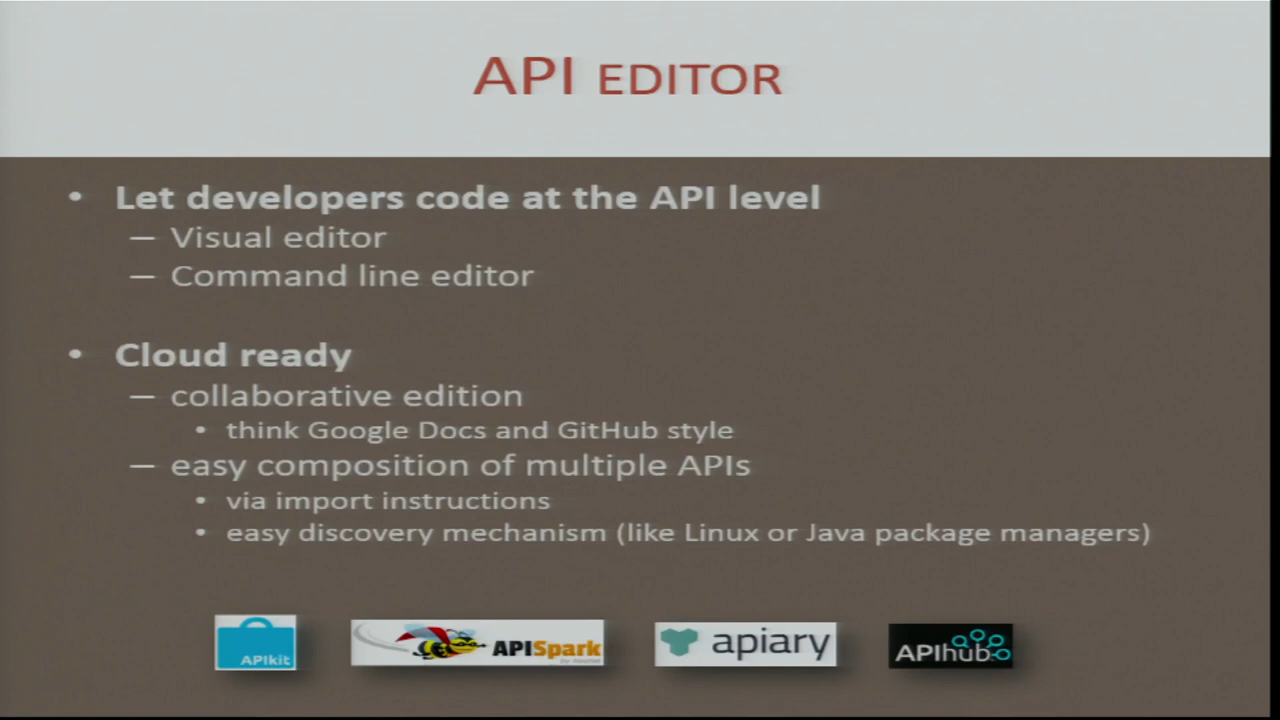 API EDITOR
• Let developers code at the API level
– Visual editor
– Command line editor
• Cloud ready
– collaborative edition
• think Google Docs and GitHub style
– easy composition of multiple APIs
• via import instructions
• easy discovery mechanism (like Linux or Java package managers)
APIkit
APISpark
apiary
APIhub